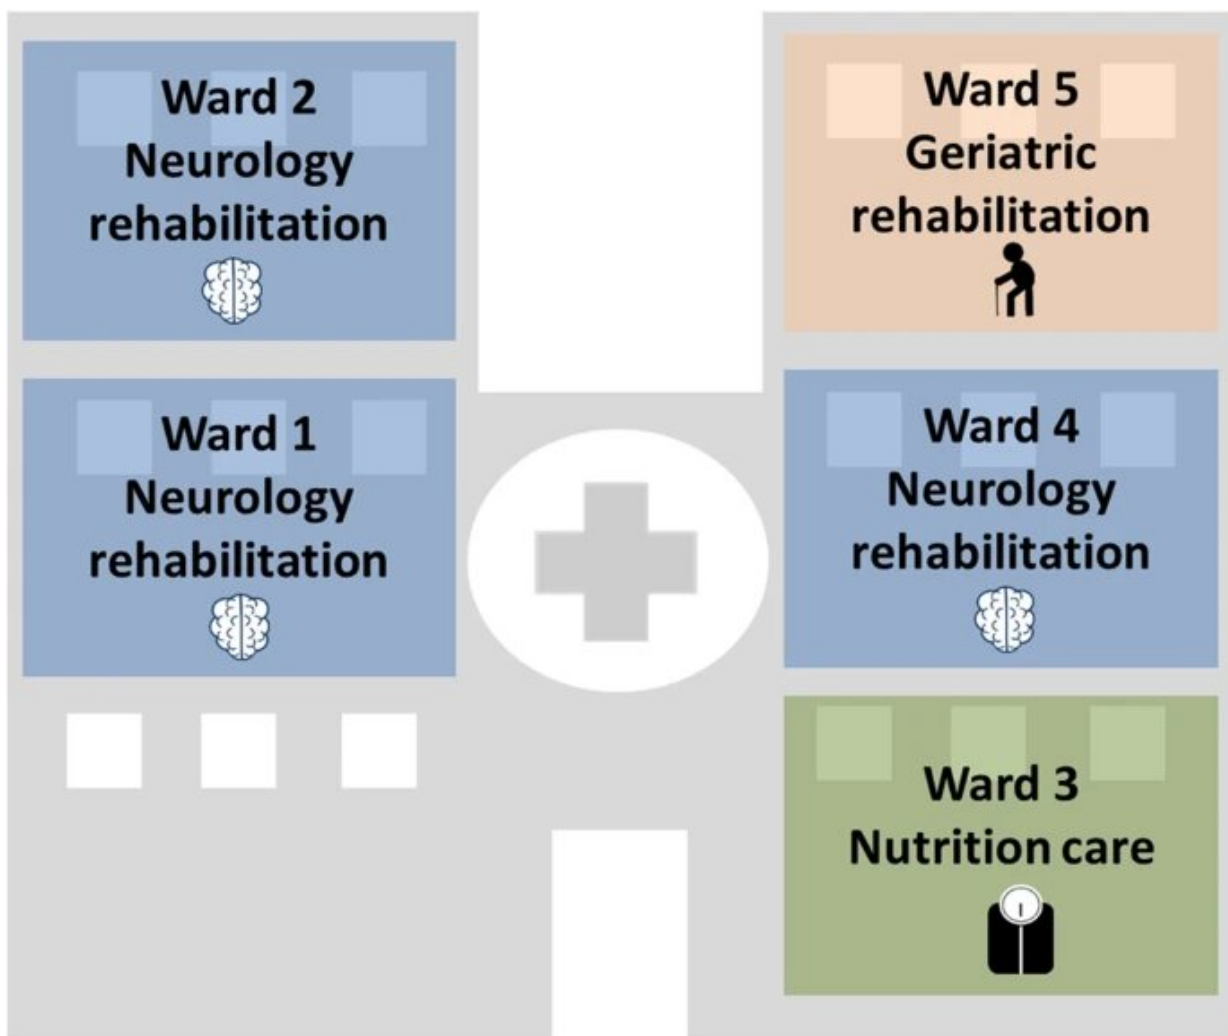 Ward 2
Neurology
rehabilitation
Ward 1
Neurology
rehabilitation
Ward 5
Geriatric
rehabilitation
Ward 4
Neurology
rehabilitation
Ward 3
Nutrition care